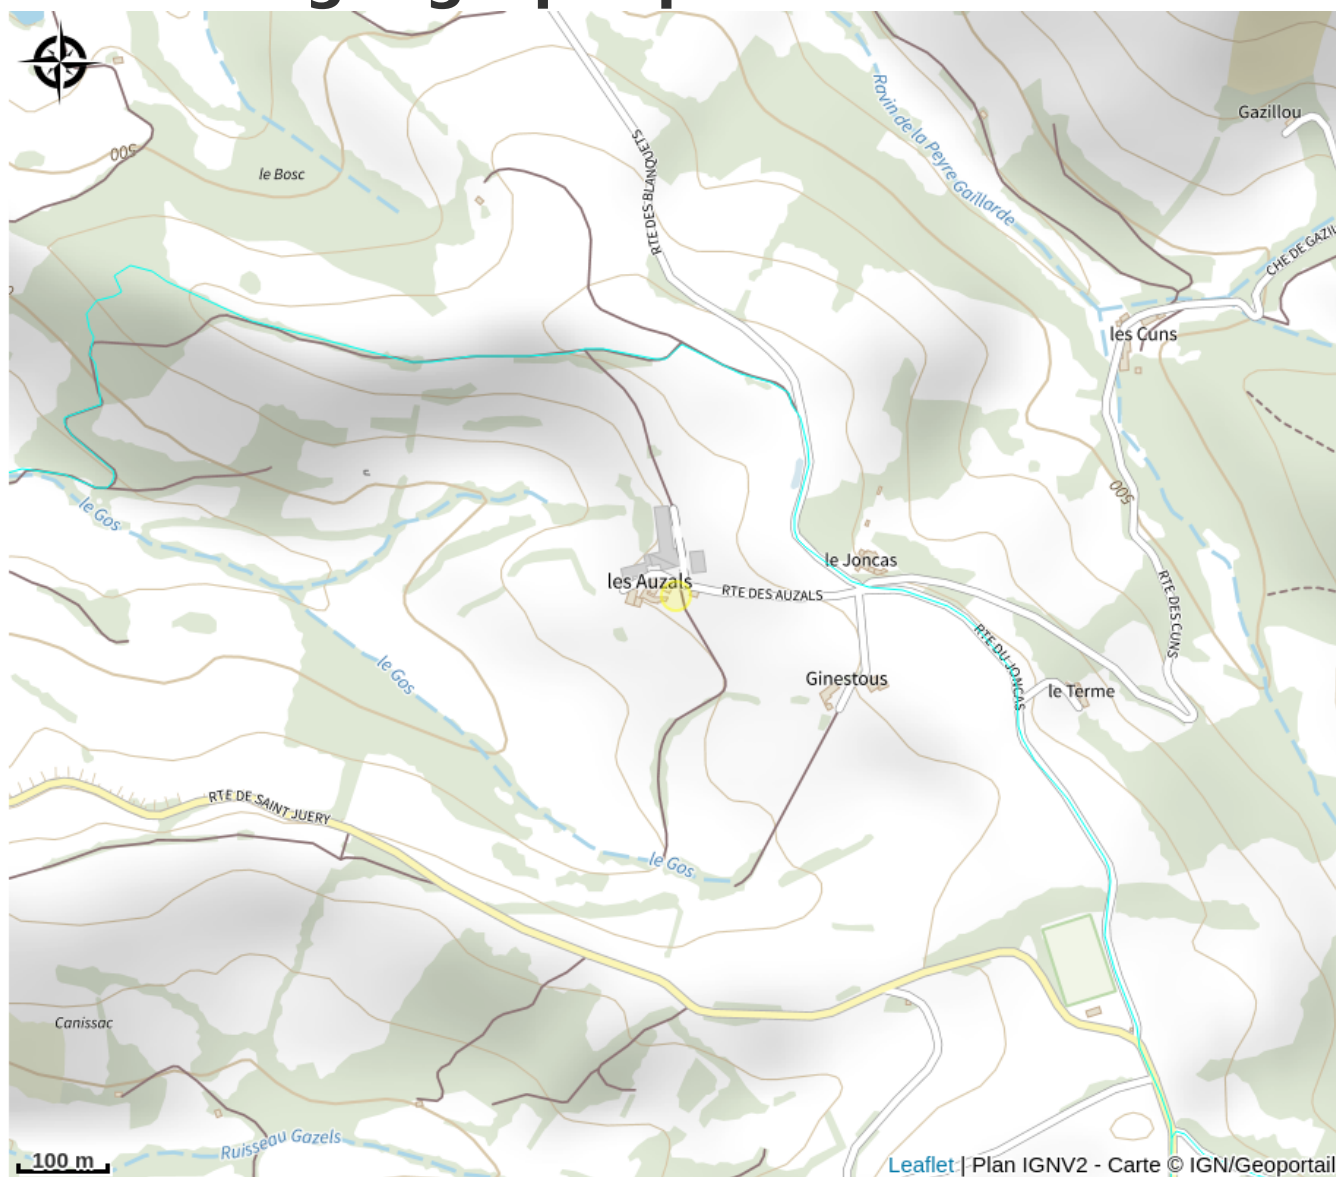 Ravin de la Peyre Gaillarde
Gazillou
RTE DES BLANQUETS
500
le Bosc
CHE DE GAZIL
les Cuns
500
le Gos
le Joncas
les Auzals
RTE DES AUZALS
RTE DES CUNS
RTE DU JONCAS
le Gos
Ginestous
le Terme
RTE DE SAINT JUERY
le Gos
Canissac
Ruisseau Gazels
100 m
Leaflet | Plan IGNV2 - Carte © IGN/Geoportail